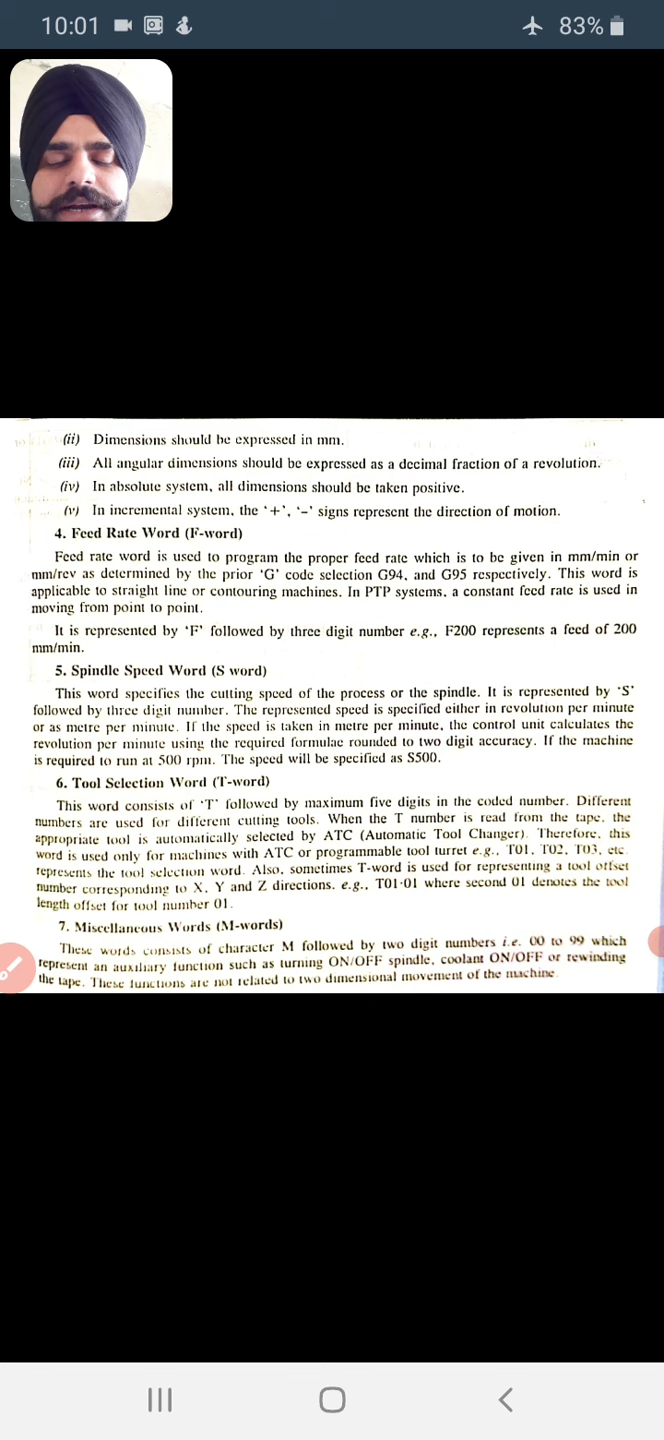 10:01
83%
(ii) Dimensions should be expressed in mm.
(iii) All angular dimensions should be expressed as a decimal fraction of a revolution.
(iv) In absolute system, all dimensions should be taken positive.
(v) In incremental system, the '+', '–' signs represent the direction of motion.
4. Feed Rate Word (F-word)
Feed rate word is used to program the proper feed rate which is to be given in mm/min or
mm/rev as determined by the prior 'G' code selection G94, and G95 respectively. This word is
applicable to straight line or contouring machines. In PTP systems, a constant feed rate is used in
moving from point to point.
It is represented by 'F' followed by three digit number e.g., F200 represents a feed of 200
mm/min.
5. Spindle Speed Word (S word)
This word specifies the cutting speed of the process or the spindle. It is represented by 'S'
followed by three digit number. The represented speed is specified either in revolution per minute
or as metre per minute. If the speed is taken in metre per minute, the control unit calculates the
revolution per minute using the required formulae rounded to two digit accuracy. If the machine
is required to run at 500 rpm. The speed will be specified as S500.
6. Tool Selection Word (T-word)
This word consists of 'T' followed by maximum five digits in the coded number. Different
numbers are used for different cutting tools. When the T number is read from the tape, the
appropriate tool is automatically selected by ATC (Automatic Tool Changer). Therefore, this
word is used only for machines with ATC or programmable tool turret e.g., T01, T02, T03, etc
represents the tool selection word. Also, sometimes T-word is used for representing a tool offset
number corresponding to X, Y and Z directions. e.g., T01·01 where second 01 denotes the tool
length offset for tool number 01.
7. Miscellaneous Words (M-words)
These words consists of character M followed by two digit numbers i.e. 00 to 99 which
represent an auxiliary function such as turning ON/OFF spindle, coolant ON/OFF or rewinding
the tape. These functions are not related to two dimensional movement of the machine.